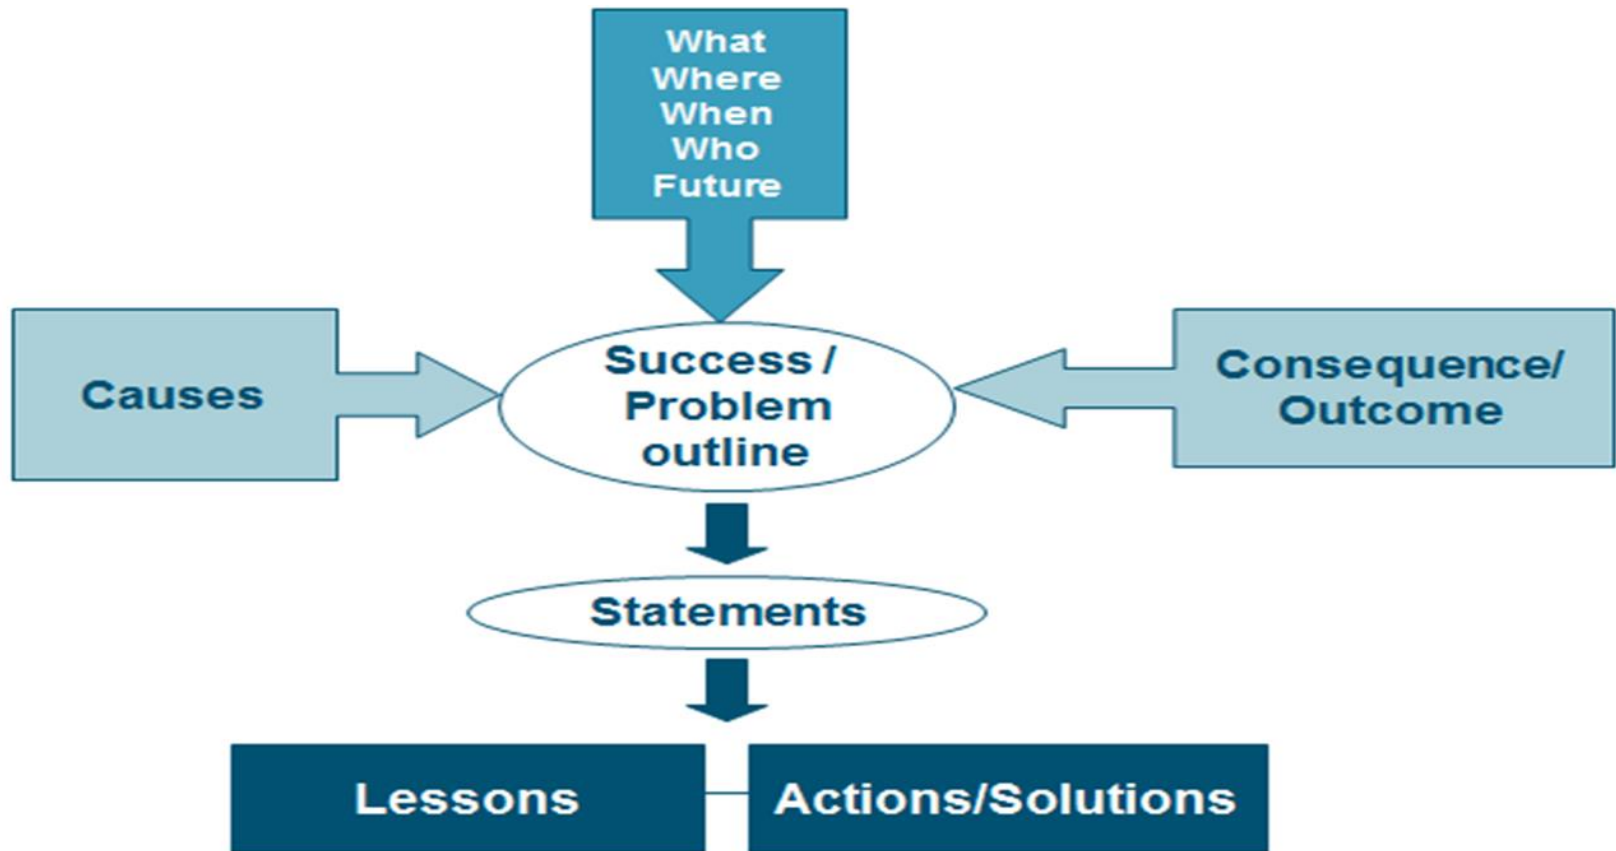 What
Where
When
Who
Future
Causes
Success /
Problem
outline
Consequence/
Outcome
Statements
Lessons
Actions/Solutions